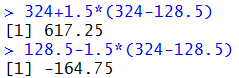 > 324+1.5*(324-128.5)
[1] 617.25
> 128.5-1.5*(324-128.5)
[1] -164.75